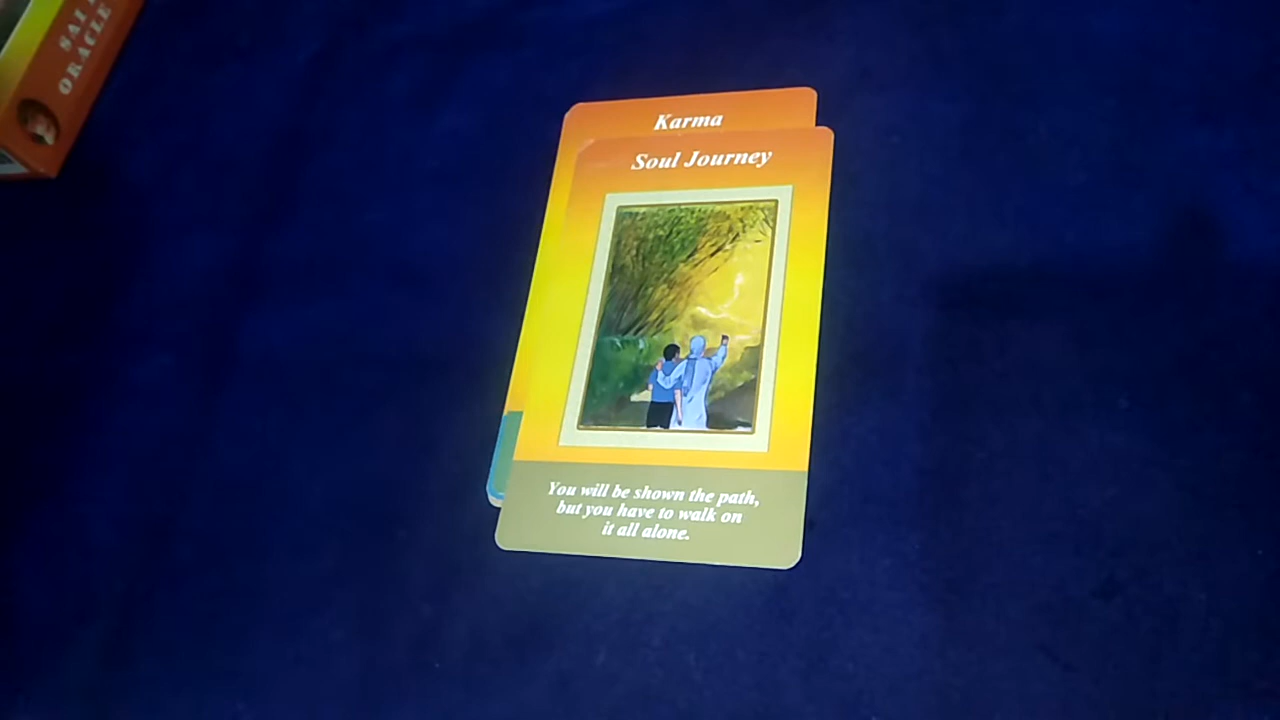 SAI
ORACLE
Karma
Soul Journey
You will be shown the path,
but you have to walk on
it all alone.